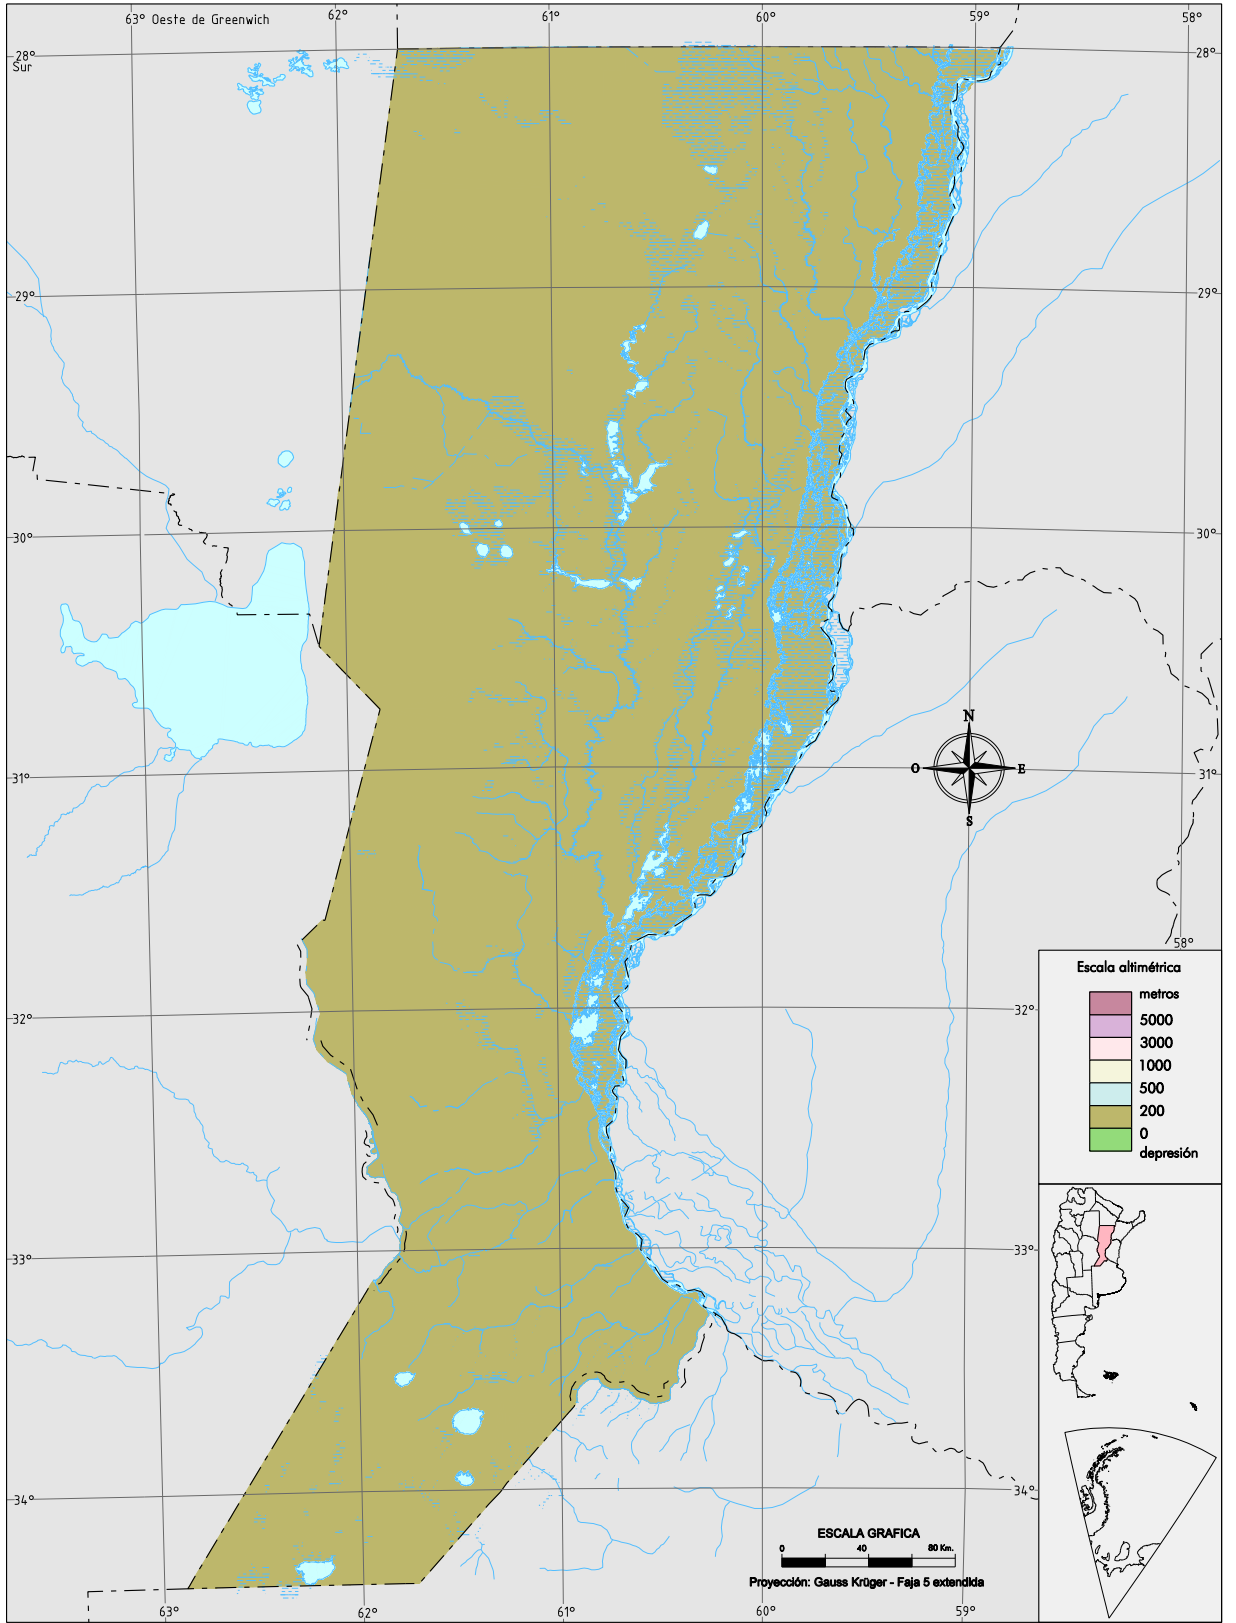 63° Oeste de Greenwich
62°
61°
60°
59°
58°
28°
Sur
28°
29°
29°
30°
30°
31°
31°
N
O
E
S
58°
32°
32°
33°
33°
34°
34°
Escala altimétrica
metros
5000
3000
1000
500
200
0
depresión
ESCALA GRAFICA
0 40 80 Km.
Proyección: Gauss Krüger - Faja 5 extendida
63°
62°
61°
60°
59°